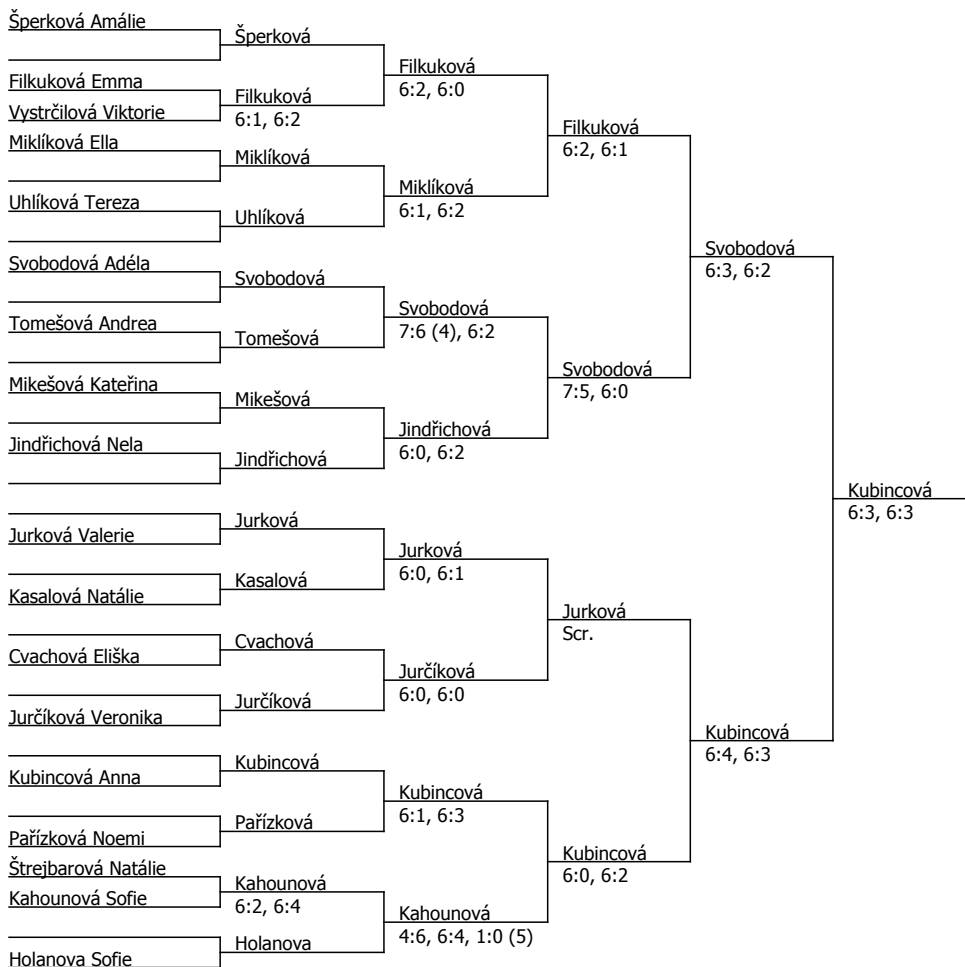 Šperková Amálie
Filkuková Emma
Vystrčilová Viktorie
Miklíková Ella
Uhlíková Tereza
Svobodová Adéla
Tomešová Andrea
Mikešová Kateřina
Jindřichová Nela
Jurková Valerie
Kasalová Natálie
Cvachová Eliška
Jurčíková Veronika
Kubincová Anna
Pařízková Noemi
Štrejbarová Natálie
Kahounová Sofie
Holanova Sofie
Šperková
Filkuková
6:1, 6:2
Miklíková
Uhlíková
Svobodová
Tomešová
Mikešová
Jindřichová
Jurková
Kasalová
Cvachová
Jurčíková
Kubincová
Pařízková
Kahounová
6:2, 6:4
Holanova
Filkuková
6:2, 6:0
Miklíková
6:1, 6:2
Svobodová
7:6 (4), 6:2
Jindřichová
6:0, 6:2
Jurková
6:0, 6:1
Jurčíková
6:0, 6:0
Kubincová
6:1, 6:3
Kahounová
4:6, 6:4, 1:0 (5)
Filkuková
6:2, 6:1
Svobodová
7:5, 6:0
Jurková
Scr.
Kubincová
6:0, 6:2
Svobodová
6:3, 6:2
Kubincová
6:4, 6:3
Kubincová
6:3, 6:3